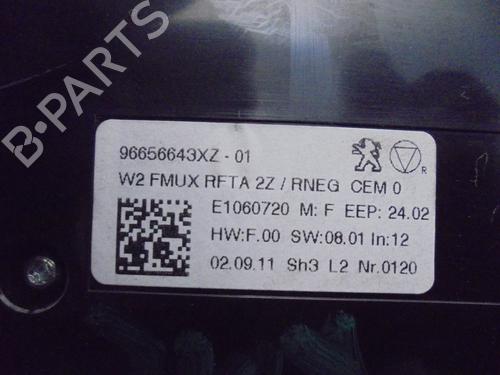 B-PARTS
96656643XZ - 01
W2 FMUX RFTA 2Z / RNEG CEM 0
E1060720 M: F EEP: 24.02
HW:F.00 SW:08.01 In:12
02.09.11 Sh3 L2 Nr.0120
R